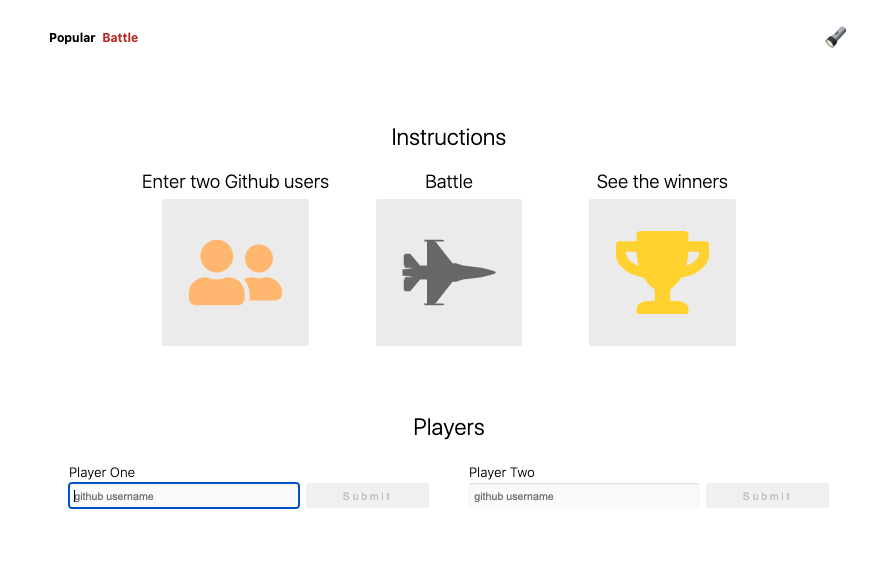 Popular Battle
Instructions
Enter two Github users
Battle
See the winners
Players
Player One
Player Two
github username
Submit
github username
Submit